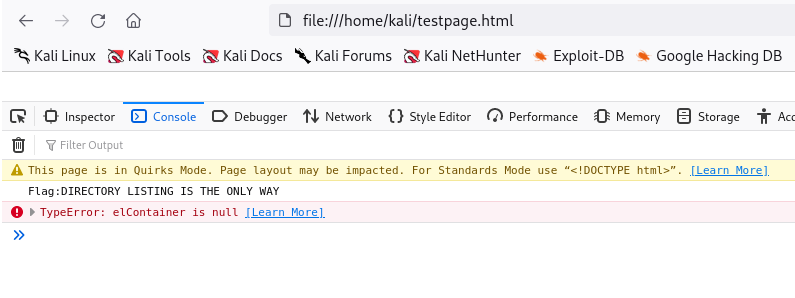 file:///home/kali/testpage.html
Kali Linux Kali Tools Kali Docs Kali Forums Kali NetHunter Exploit-DB Google Hacking DB
Inspector Console Debugger Network Style Editor Performance Memory Storage Acc
Filter Output
This page is in Quirks Mode. Page layout may be impacted. For Standards Mode use “<!DOCTYPE html>”. [Learn More]
Flag:DIRECTORY LISTING IS THE ONLY WAY
TypeError: elContainer is null [Learn More]